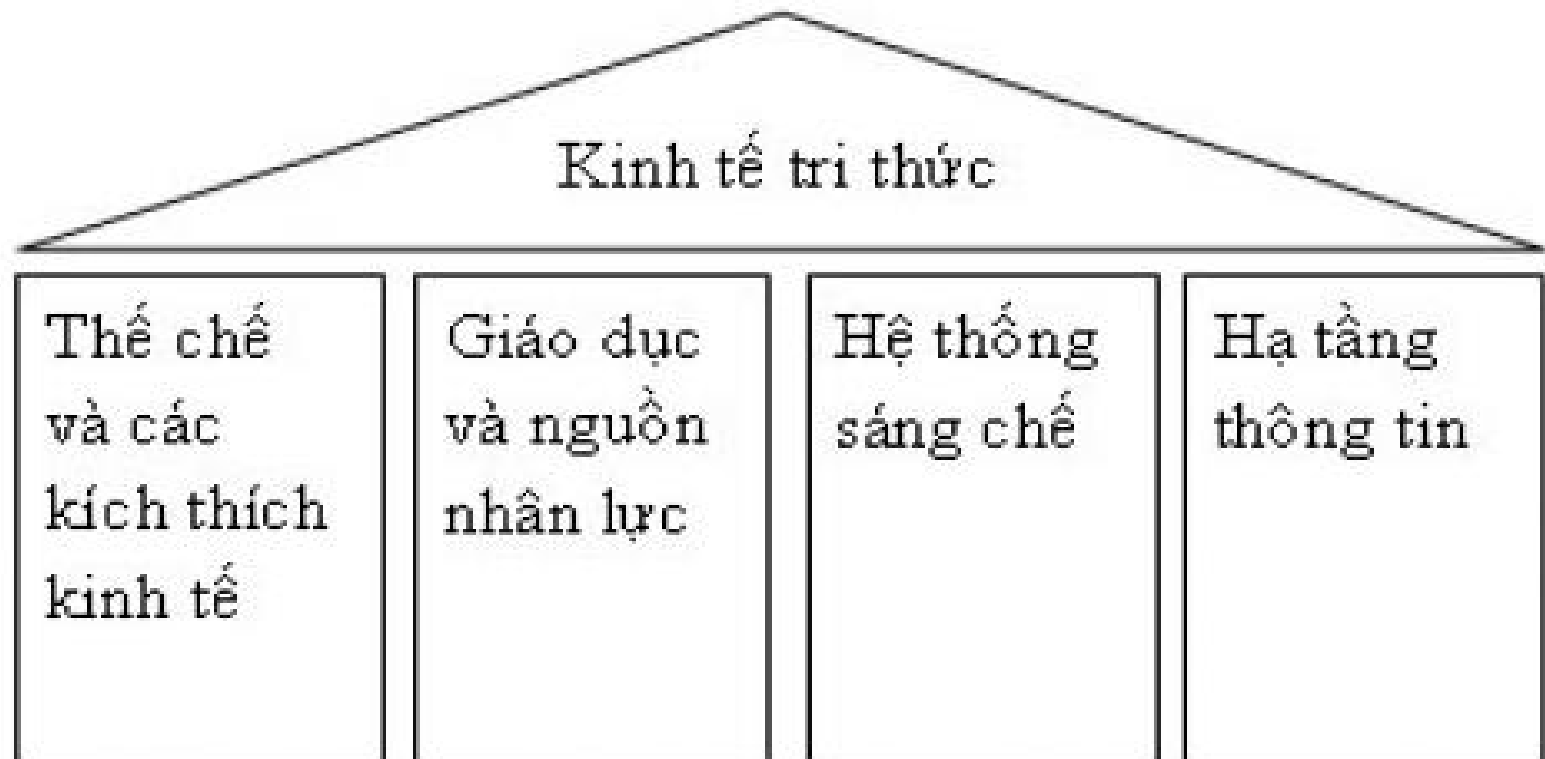 Kinh tế tri thức
Thế chế
và các
kích thích
kinh tế
Giáo dục
và nguồn
nhân lực
Hệ thống
sáng chế
Hạ tầng
thông tin